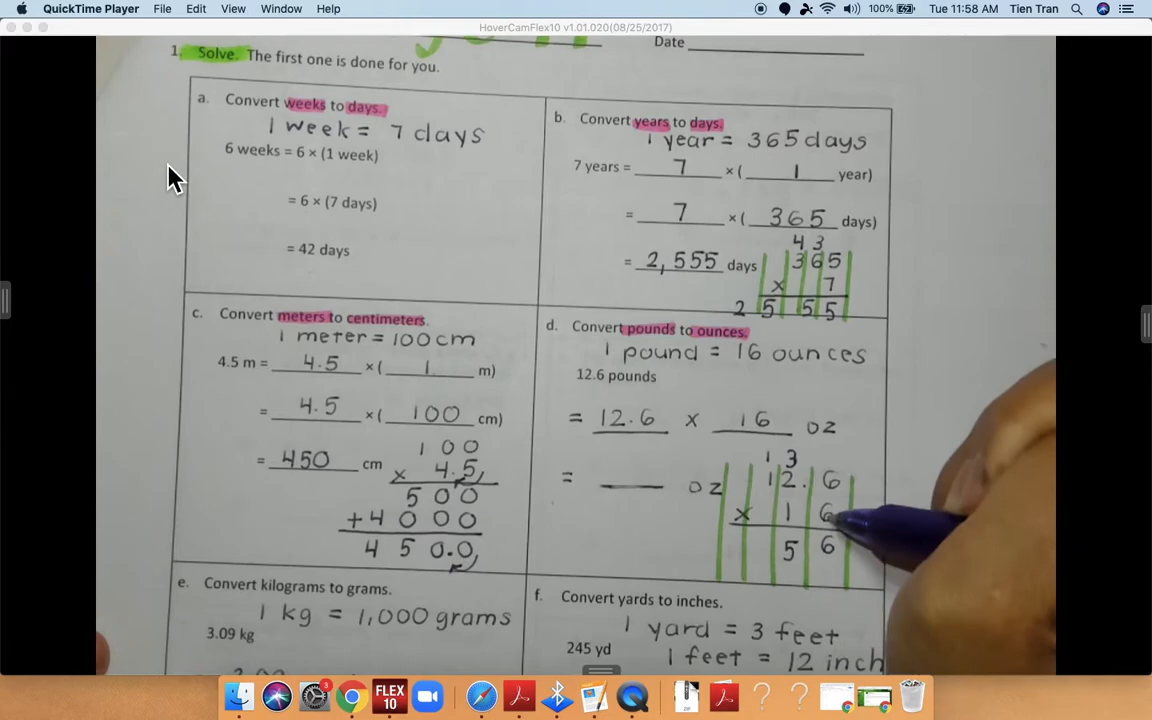 QuickTime Player File Edit View Window Help 100% Tue 11:58 AM Tien Tran
HoverCamFlex10 v1.01.020(08/25/2017)
Date
1. Solve. The first one is done for you.
a. Convert weeks to days.
1 week = 7 days
6 weeks = 6 × (1 week)
= 6 × (7 days)
= 42 days
b. Convert years to days.
1 year = 365 days
7 years = 7 ×( 1 year)
= 7 ×( 365 days)
= 2,555 days
4 3
365
x 7
2 5 5 5
c. Convert meters to centimeters.
1 meter = 100 cm
4.5 m = 4.5 ×( 1 m)
= 4.5 ×( 100 cm)
= 450 cm
1 0 0
x 4.5
5 0 0
+4 0 0 0
4 5 0.0
d. Convert pounds to ounces.
1 pound = 16 ounces
12.6 pounds
= 12.6 x 16 oz
= oz
1 3
12.6
x 1 6
5 6
e. Convert kilograms to grams.
1 kg = 1,000 grams
3.09 kg
f. Convert yards to inches.
1 yard = 3 feet
245 yd
1 feet = 12 inch
3
FLEX
10